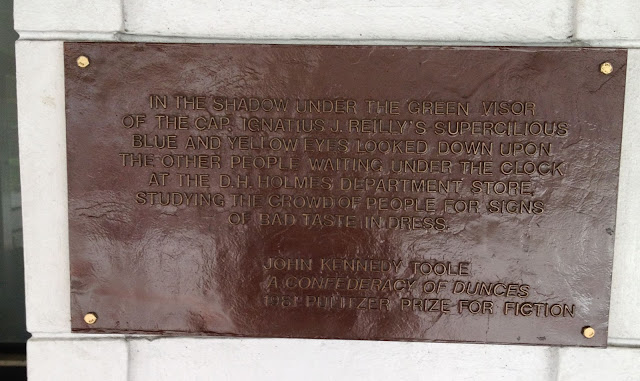 IN THE SHADOW UNDER THE GREEN VISOR
OF THE CAP, IGNATIUS J. REILLY'S SUPERCILIOUS
BLUE AND YELLOW EYES LOOKED DOWN UPON
THE OTHER PEOPLE WAITING UNDER THE CLOCK
AT THE D.H. HOLMES DEPARTMENT STORE,
STUDYING THE CROWD OF PEOPLE FOR SIGNS
OF BAD TASTE IN DRESS.
JOHN KENNEDY TOOLE
A CONFEDERACY OF DUNCES
1981 PULITZER PRIZE FOR FICTION